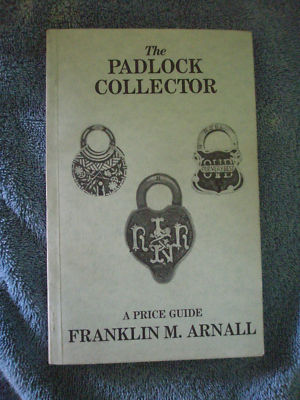 The
PADLOCK
COLLECTOR
A PRICE GUIDE
FRANKLIN M. ARNALL